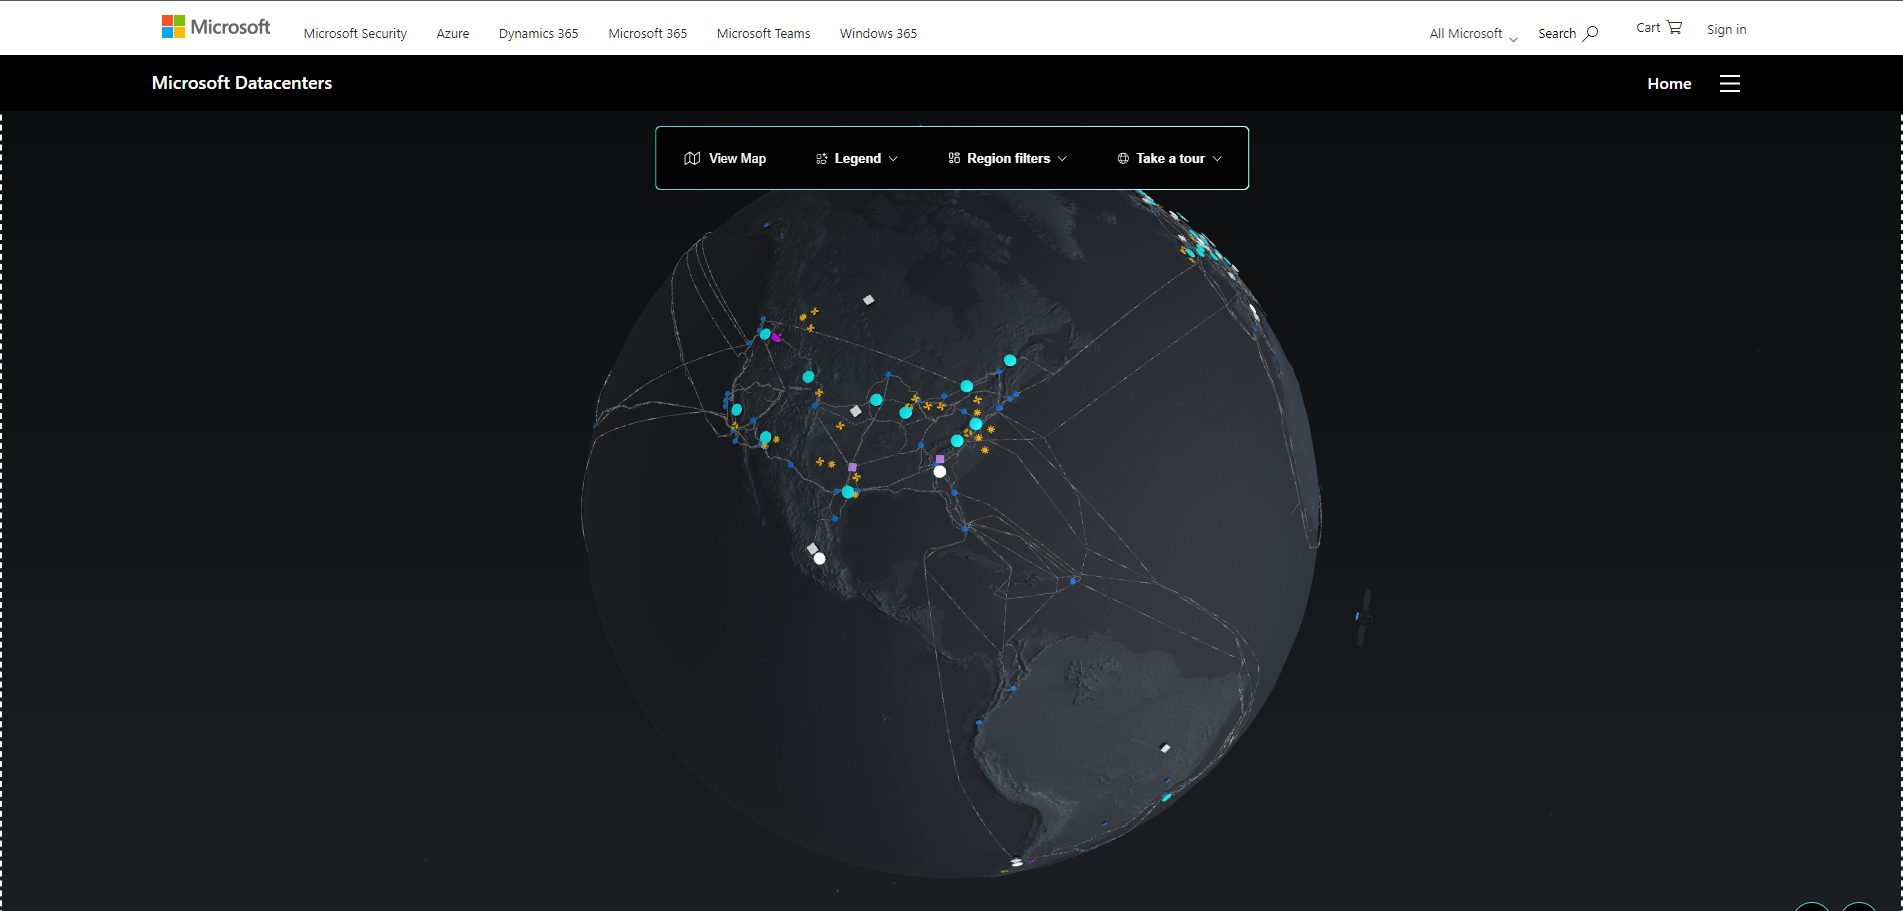 Microsoft
Microsoft Security
Azure
Dynamics 365
Microsoft 365
Microsoft Teams
Windows 365
All Microsoft
Search
Cart
Sign in
Microsoft Datacenters
Home
View Map
Legend
Region filters
Take a tour